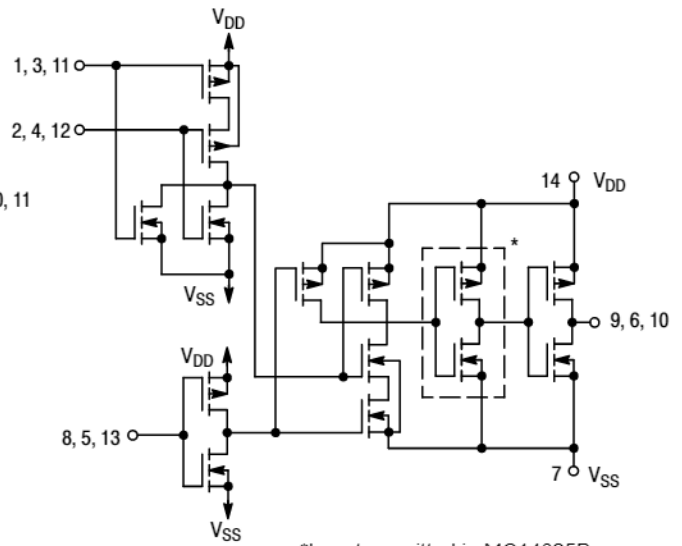 VDD
1, 3, 11
2, 4, 12
0, 11
14 VDD
*
VSS
9, 6, 10
VDD
8, 5, 13
7 VSS
VSS